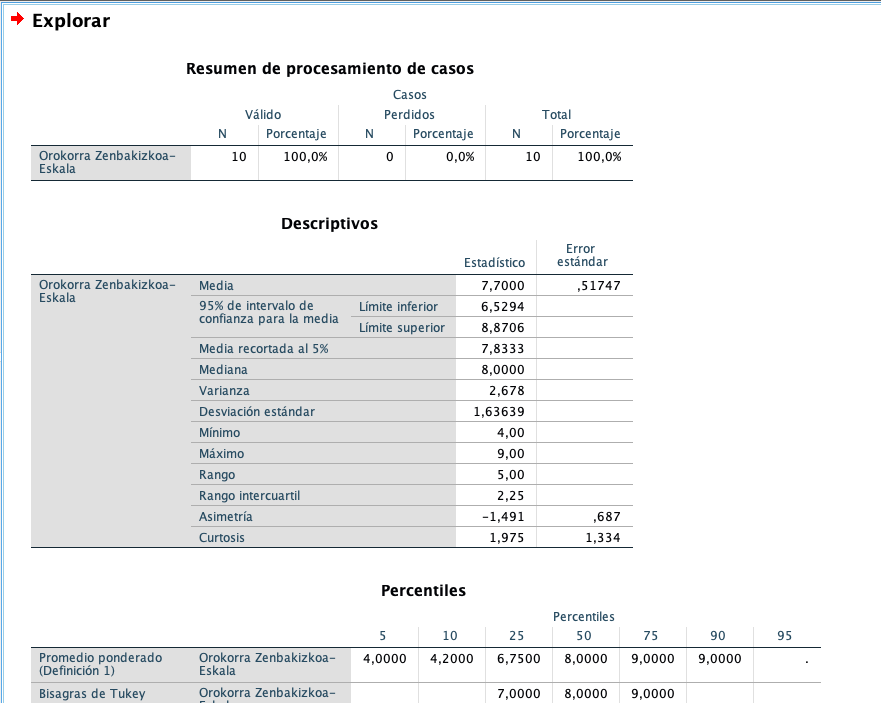 Explorar
Resumen de procesamiento de casos
Casos
Válido Perdidos Total
N Porcentaje N Porcentaje N Porcentaje
Orokorra Zenbakizkoa- 10 100,0% 0 0,0% 10 100,0%
Eskala
Descriptivos
Estadístico Error estándar
Orokorra Zenbakizkoa- Media 7,7000 ,51747
Eskala
95% de intervalo de Límite inferior 6,5294
confianza para la media Límite superior 8,8706
Media recortada al 5% 7,8333
Mediana 8,0000
Varianza 2,678
Desviación estándar 1,63639
Mínimo 4,00
Máximo 9,00
Rango 5,00
Rango intercuartil 2,25
Asimetría −1,491 ,687
Curtosis 1,975 1,334
Percentiles
Percentiles
5 10 25 50 75 90 95
Promedio ponderado Orokorra Zenbakizkoa- 4,0000 4,2000 6,7500 8,0000 9,0000 9,0000 .
(Definición 1) Eskala
Bisagras de Tukey Orokorra Zenbakizkoa- 7,0000 8,0000 9,0000